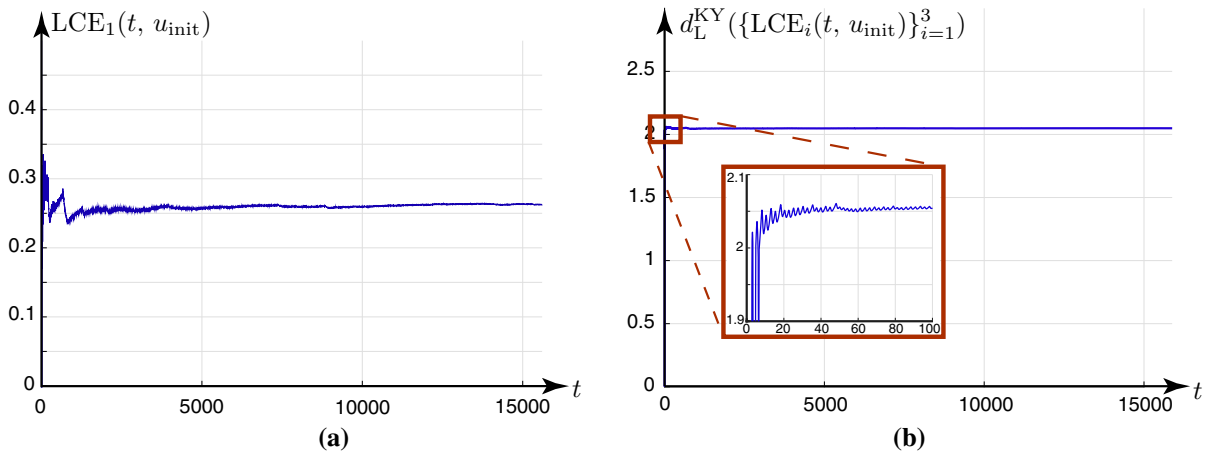 LCE₁(t, u_init)
0.4
0.3
0.2
0.1
0
0 5000 10000 15000
t
(a)
d_L^KY({LCE_i(t, u_init)}_{i=1}^3)
2.5
2
1.5
1
0.5
0
0 5000 10000 15000
t
2.1
2
1.9
0 20 40 60 80 100
(b)